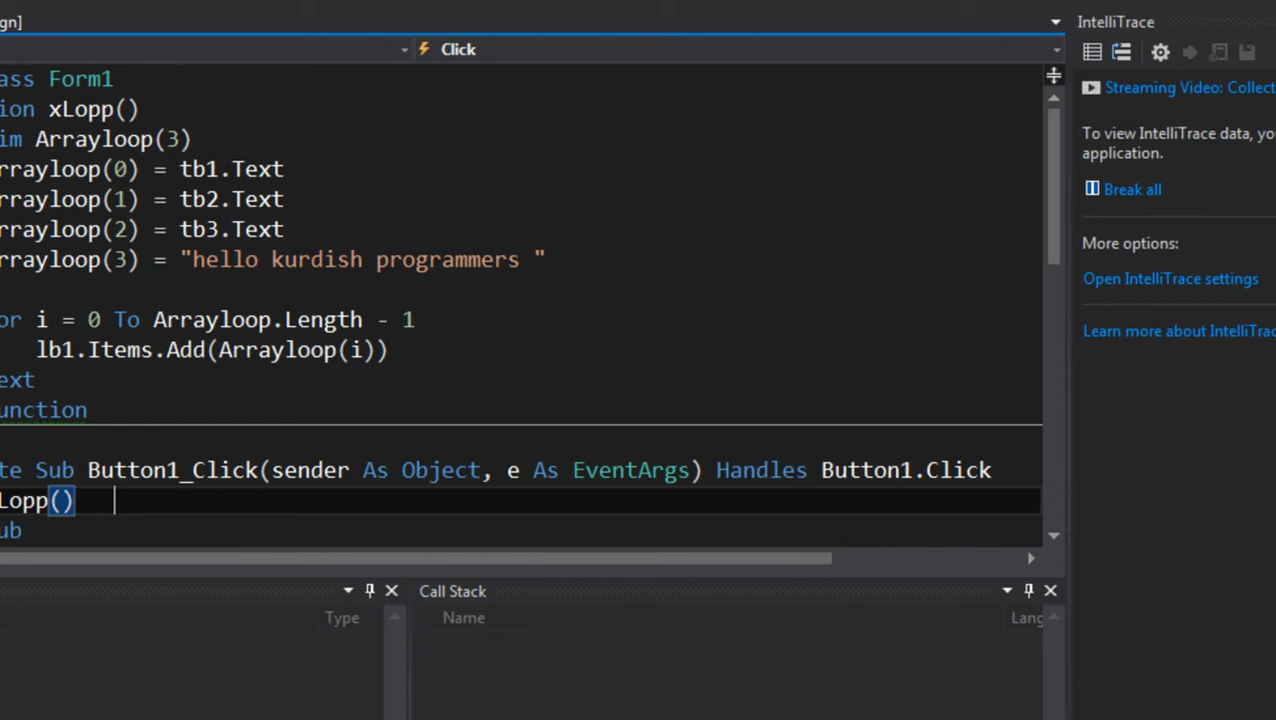 gn]
IntelliTrace
Click
ass Form1
Streaming Video: Collect
ion xLopp()
im Arrayloop(3)
To view IntelliTrace data, you
application.
rrayloop(0) = tb1.Text
Break all
rrayloop(1) = tb2.Text
rrayloop(2) = tb3.Text
More options:
rrayloop(3) = "hello kurdish programmers "
Open IntelliTrace settings
or i = 0 To Arrayloop.Length - 1
Learn more about IntelliTrac
lb1.Items.Add(Arrayloop(i))
ext
unction
te Sub Button1_Click(sender As Object, e As EventArgs) Handles Button1.Click
Lopp()
ub
Call Stack
Type
Name
Lang